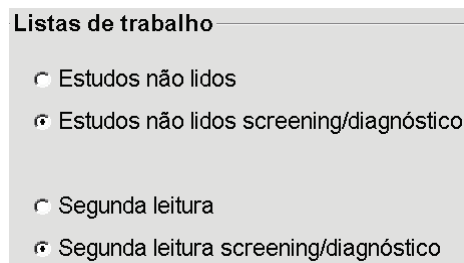 Listas de trabalho
Estudos não lidos
Estudos não lidos screening/diagnóstico
Segunda leitura
Segunda leitura screening/diagnóstico